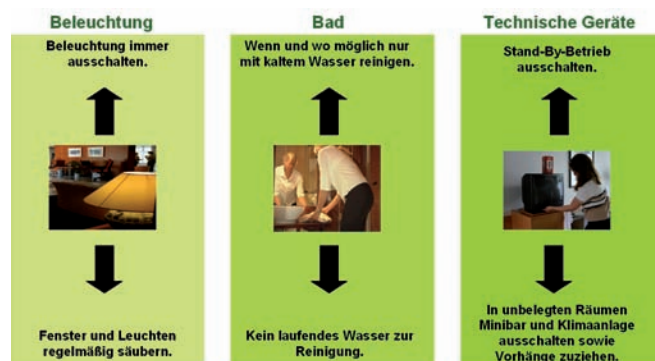 Beleuchtung
Beleuchtung immer
ausschalten.
Fenster und Leuchten
regelmäßig säubern.
Bad
Wenn und wo möglich nur
mit kaltem Wasser reinigen.
Kein laufendes Wasser zur
Reinigung.
Technische Geräte
Stand-By-Betrieb
ausschalten.
In unbelegten Räumen
Minibar und Klimaanlage
ausschalten sowie
Vorhänge zuziehen.